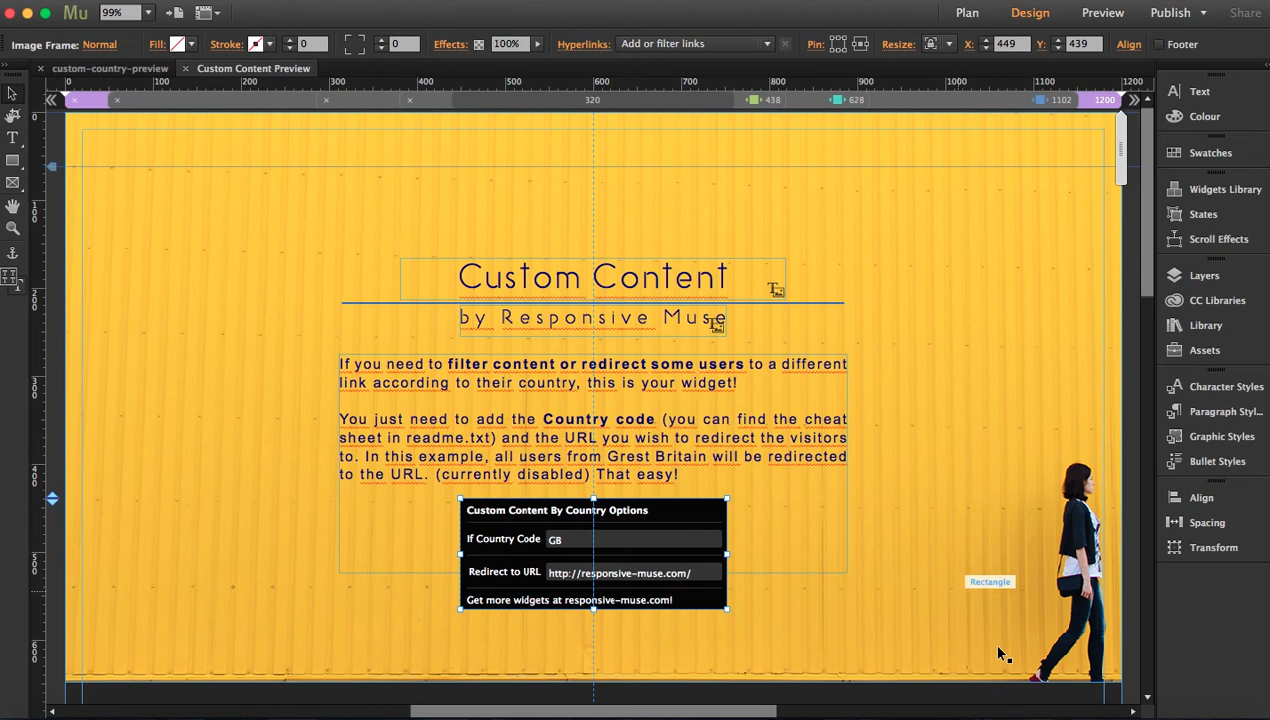 Mu 99% Plan Design Preview Publish Share
Image Frame: Normal Fill: Stroke: 0 0 Effects: 100% Hyperlinks: Add or filter links Pin: Resize: X: 449 Y: 439 Align Footer
custom-country-preview Custom Content Preview
0 100 200 300 400 500 600 700 800 900 1000 1100 1200
320 438 628 1102 1200
0
100
200
300
400
500
600
Custom Content
by Responsive Muse
If you need to filter content or redirect some users to a different
link according to their country, this is your widget!
You just need to add the Country code (you can find the cheat
sheet in readme.txt) and the URL you wish to redirect the visitors
to. In this example, all users from Grest Britain will be redirected
to the URL. (currently disabled) That easy!
Custom Content By Country Options
If Country Code GB
Redirect to URL http://responsive-muse.com/
Get more widgets at responsive-muse.com!
Rectangle
Text
Colour
Swatches
Widgets Library
States
Scroll Effects
Layers
CC Libraries
Library
Assets
Character Styles
Paragraph Styl...
Graphic Styles
Bullet Styles
Align
Spacing
Transform